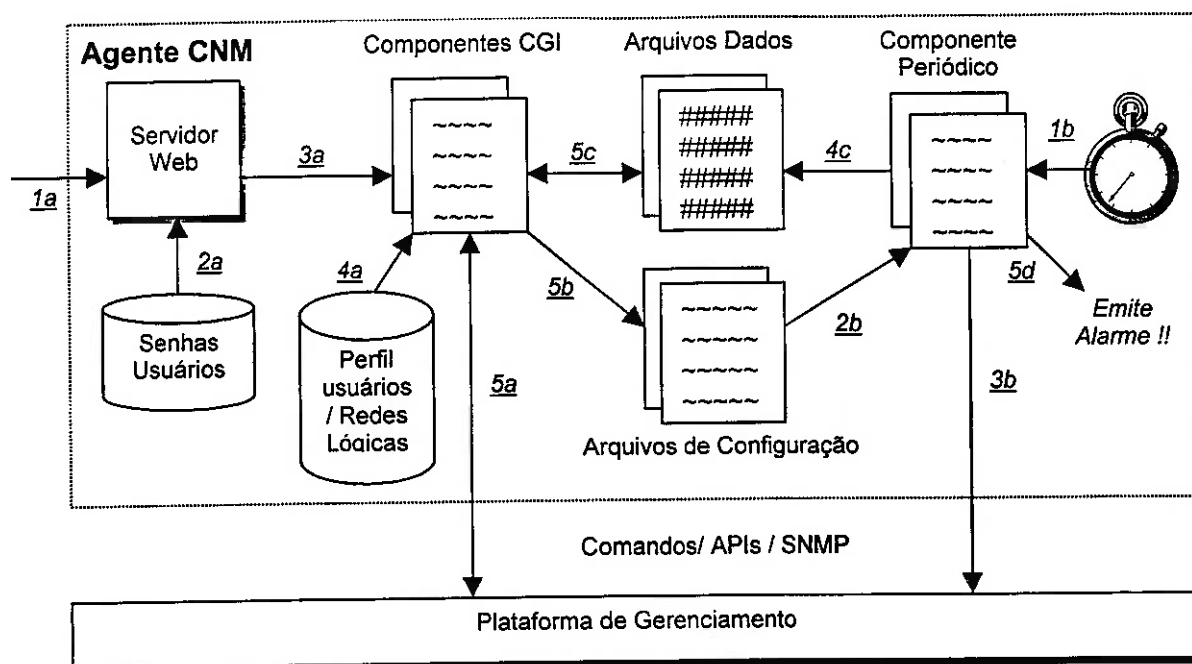 Agente CNM
Componentes CGI
Arquivos Dados
Componente
Periódico
Servidor
Web
~~~~
~~~~
~~~~
~~~~
######
######
######
######
~~~~
~~~~
~~~~
~~~~
1a
3a
5c
4c
1b
2a
4a
5b
2b
5d
Senhas
Usuários
Perfil
usuários
/ Redes
Lógicas
5a
~~~~~
~~~~~
~~~~~
~~~~~
3b
Emite
Alarme !!
Arquivos de Configuração
Comandos/ APIs / SNMP
Plataforma de Gerenciamento